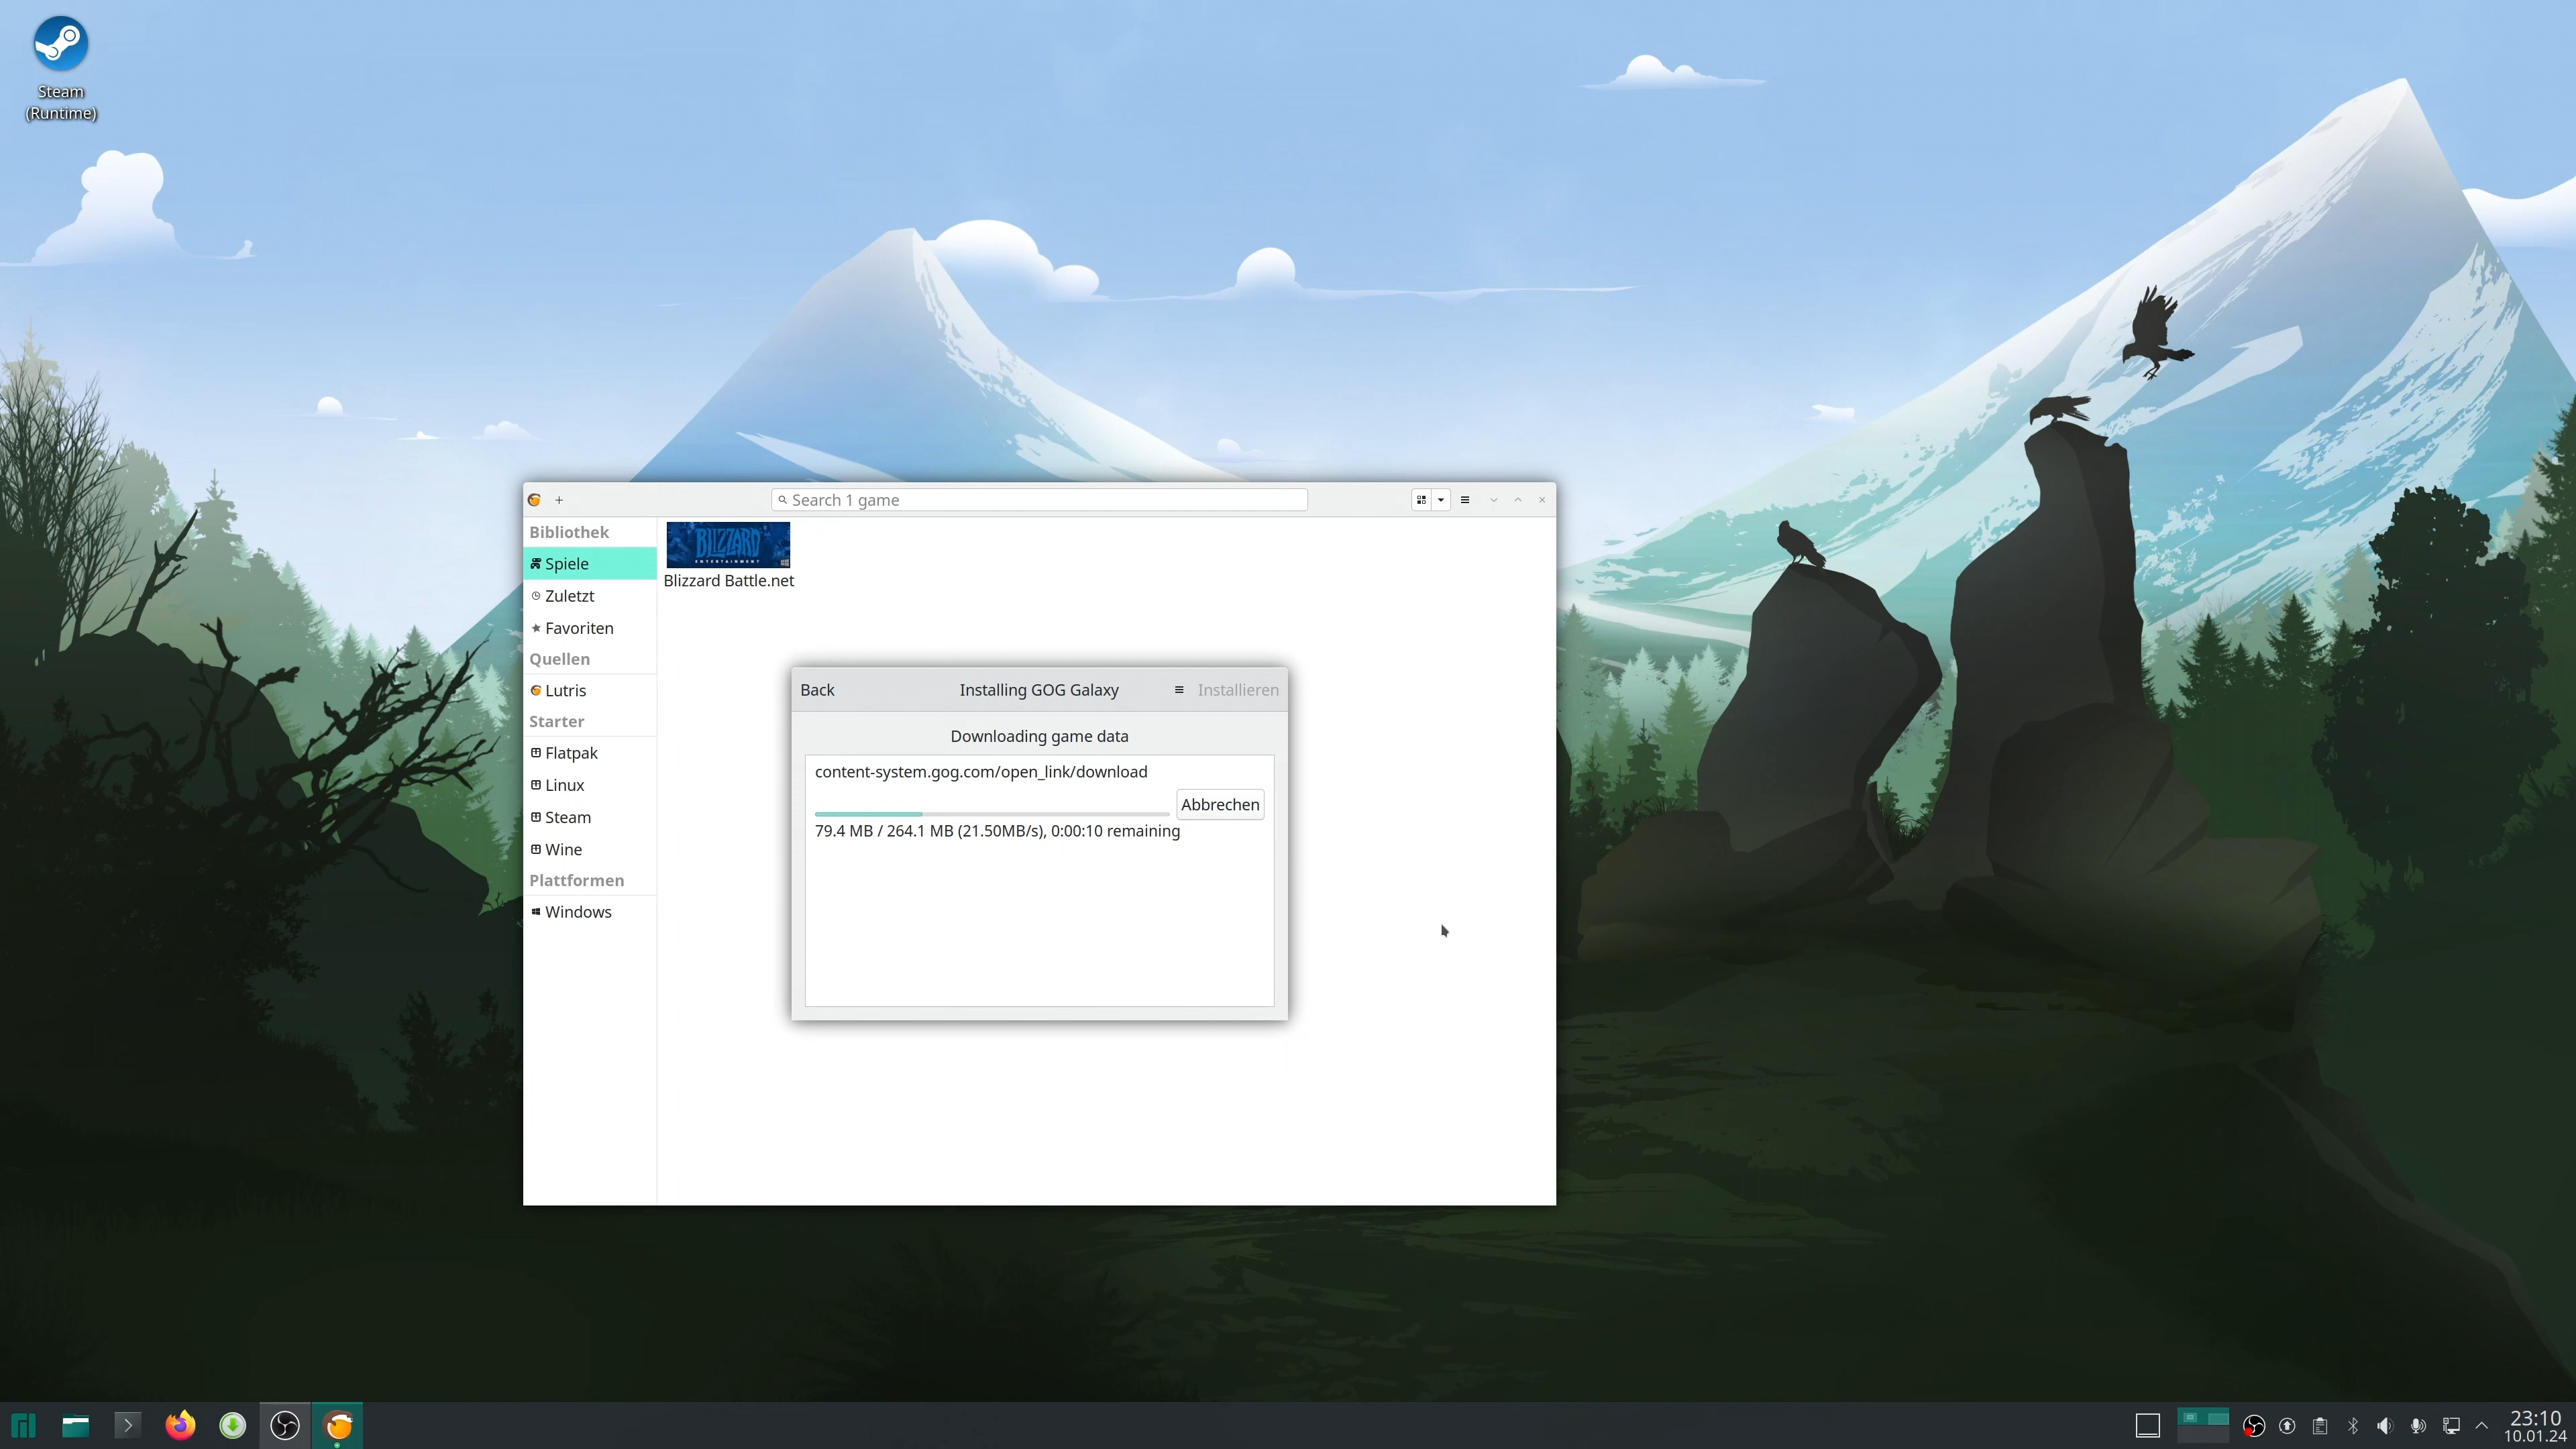 Steam
(Runtime)
Search 1 game
Bibliothek
Spiele
Zuletzt
Favoriten
Quellen
Lutris
Starter
Flatpak
Linux
Steam
Wine
Plattformen
Windows
BLIZZARD
ENTERTAINMENT
Blizzard Battle.net
Back
Installing GOG Galaxy
Installieren
Downloading game data
content-system.gog.com/open_link/download
Abbrechen
79.4 MB / 264.1 MB (21.50MB/s), 0:00:10 remaining
23:10
10.01.24